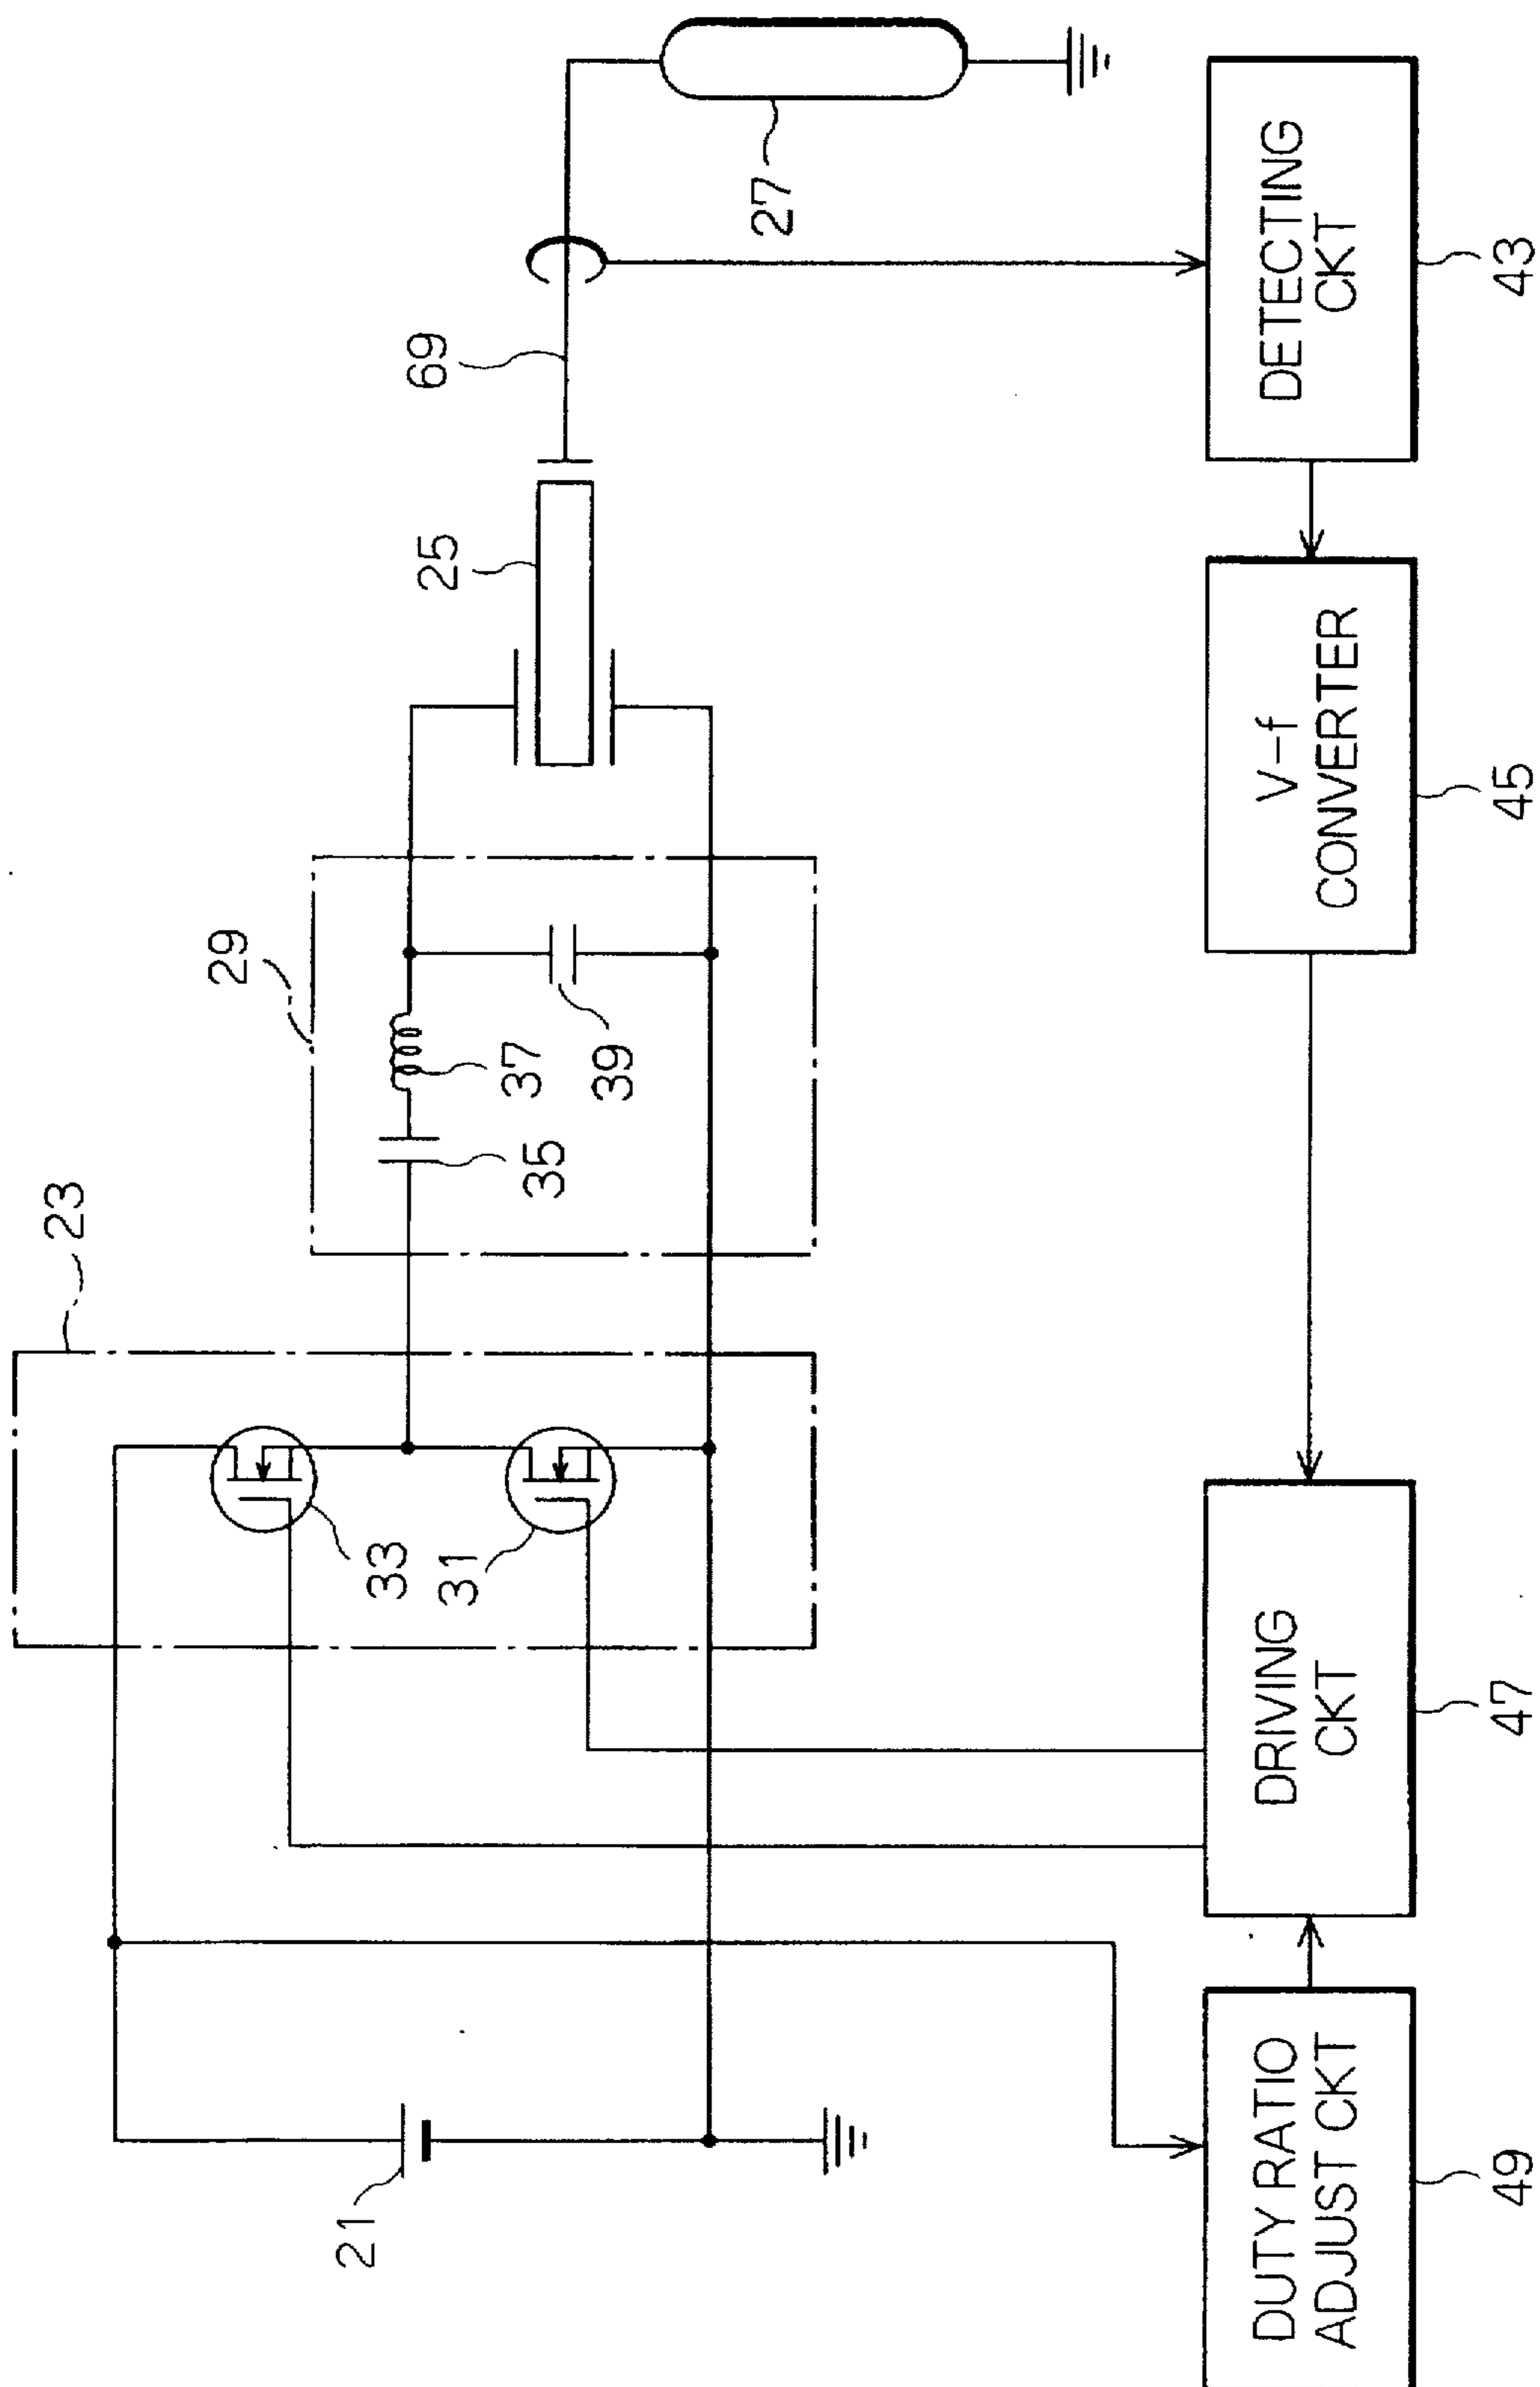 23
29
69
27
25
21
33
31
35
37
39
DUTY RATIO
ADJUST CKT
49
DRIVING
CKT
47
V-f
CONVERTER
45
DETECTING
CKT
43